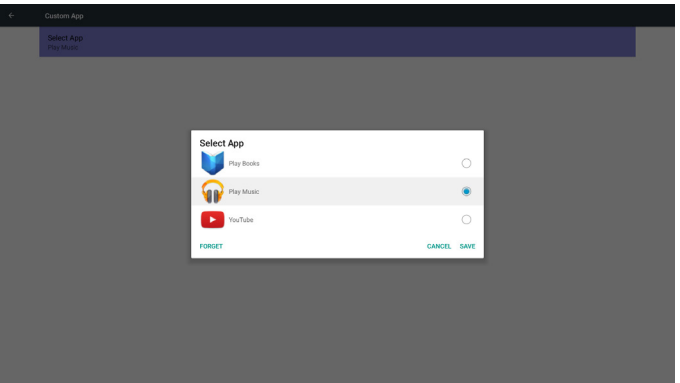 Custom App
Select App
Play Music
Select App
Play Books
Play Music
YouTube
FORGET CANCEL SAVE